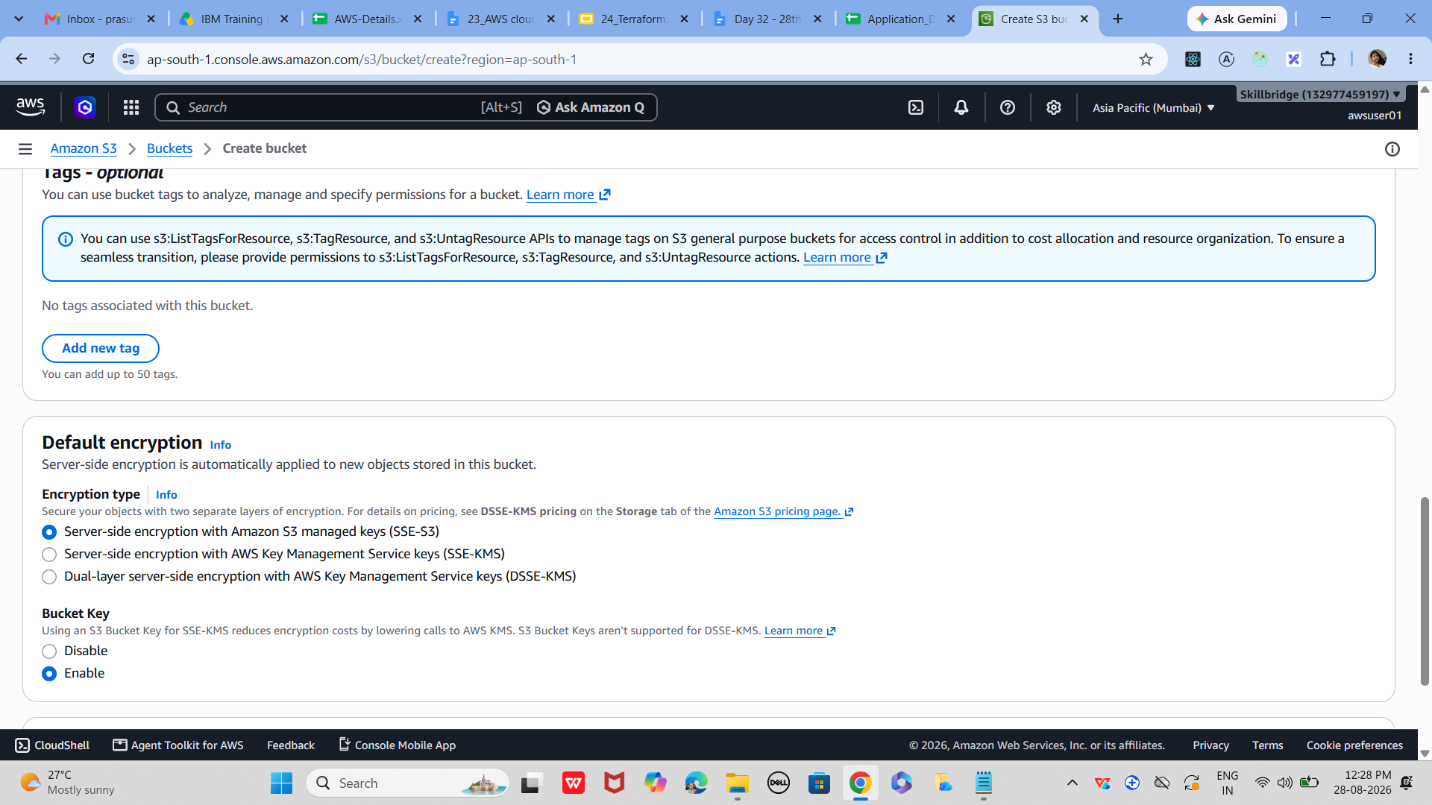 Inbox - prasu
IBM Training
AWS-Details.
23_AWS clou
24_Terraform
Day 32 - 28th
Application_D
Create S3 buc
Ask Gemini
ap-south-1.console.aws.amazon.com/s3/bucket/create?region=ap-south-1
aws
Search
[Alt+S]
Ask Amazon Q
Asia Pacific (Mumbai)
Skillbridge (132977459197)
awsuser01
Amazon S3
Buckets
Create bucket
Tags - optional
You can use bucket tags to analyze, manage and specify permissions for a bucket. Learn more
You can use s3:ListTagsForResource, s3:TagResource, and s3:UntagResource APIs to manage tags on S3 general purpose buckets for access control in addition to cost allocation and resource organization. To ensure a
seamless transition, please provide permissions to s3:ListTagsForResource, s3:TagResource, and s3:UntagResource actions. Learn more
No tags associated with this bucket.
Add new tag
You can add up to 50 tags.
Default encryption Info
Server-side encryption is automatically applied to new objects stored in this bucket.
Encryption type Info
Secure your objects with two separate layers of encryption. For details on pricing, see DSSE-KMS pricing on the Storage tab of the Amazon S3 pricing page.
Server-side encryption with Amazon S3 managed keys (SSE-S3)
Server-side encryption with AWS Key Management Service keys (SSE-KMS)
Dual-layer server-side encryption with AWS Key Management Service keys (DSSE-KMS)
Bucket Key
Using an S3 Bucket Key for SSE-KMS reduces encryption costs by lowering calls to AWS KMS. S3 Bucket Keys aren't supported for DSSE-KMS. Learn more
Disable
Enable
CloudShell
Agent Toolkit for AWS
Feedback
Console Mobile App
© 2026, Amazon Web Services, Inc. or its affiliates.
Privacy
Terms
Cookie preferences
27°C
Mostly sunny
Search
DELL
ENG
IN
12:28 PM
28-08-2026